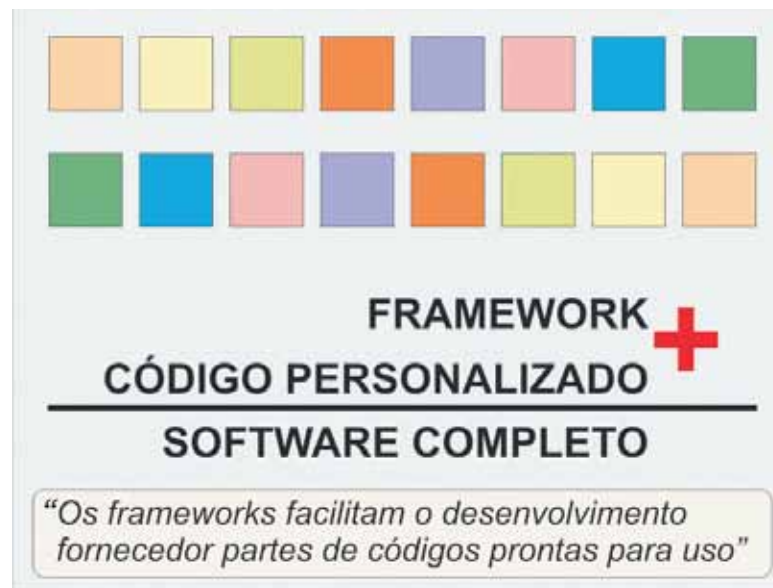 FRAMEWORK +
CÓDIGO PERSONALIZADO
SOFTWARE COMPLETO
“Os frameworks facilitam o desenvolvimento
fornecedor partes de códigos prontas para uso”